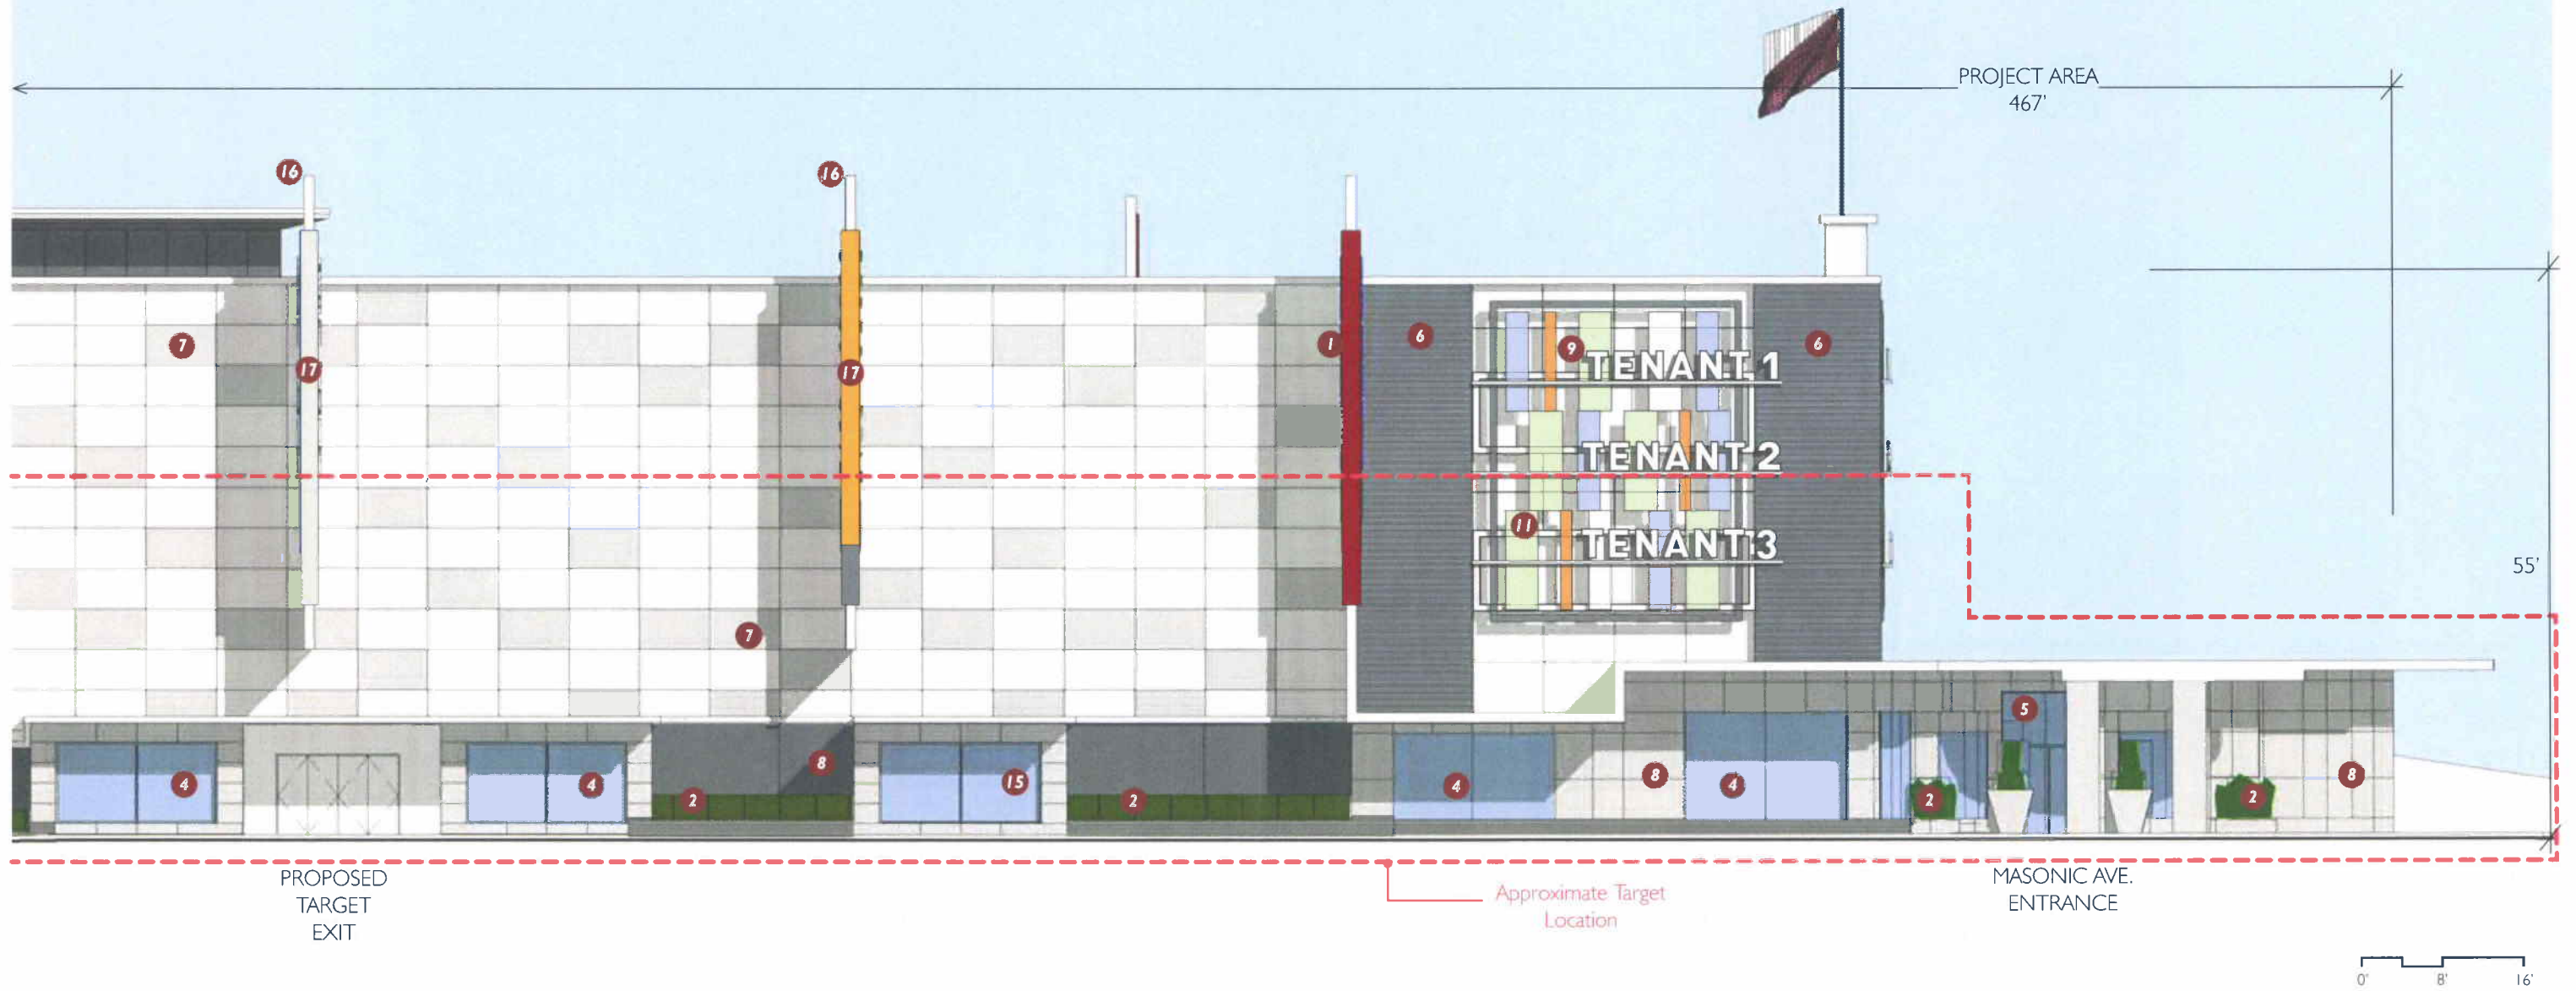 PROJECT AREA
467'
16
16
1
6
9
6
TENANT 1
7
17
17
TENANT 2
11
TENANT 3
55'
7
5
8
4
4
15
4
8
4
8
2
2
2
2
PROPOSED
TARGET
EXIT
Approximate Target
Location
MASONIC AVE.
ENTRANCE
0'
8'
16'